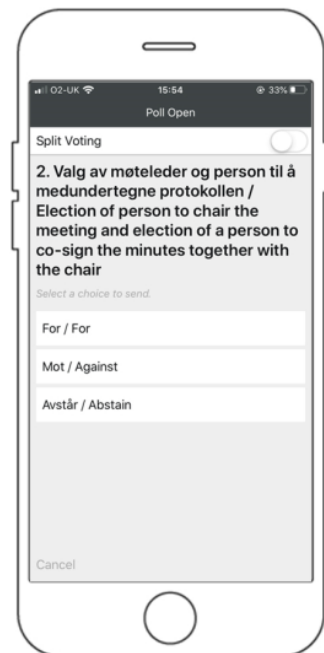 O2-UK 15:54 33%
Poll Open
Split Voting
2. Valg av møteleder og person til å
medundertegne protokollen /
Election of person to chair the
meeting and election of a person to
co-sign the minutes together with
the chair
Select a choice to send.
For / For
Mot / Against
Avstår / Abstain
Cancel